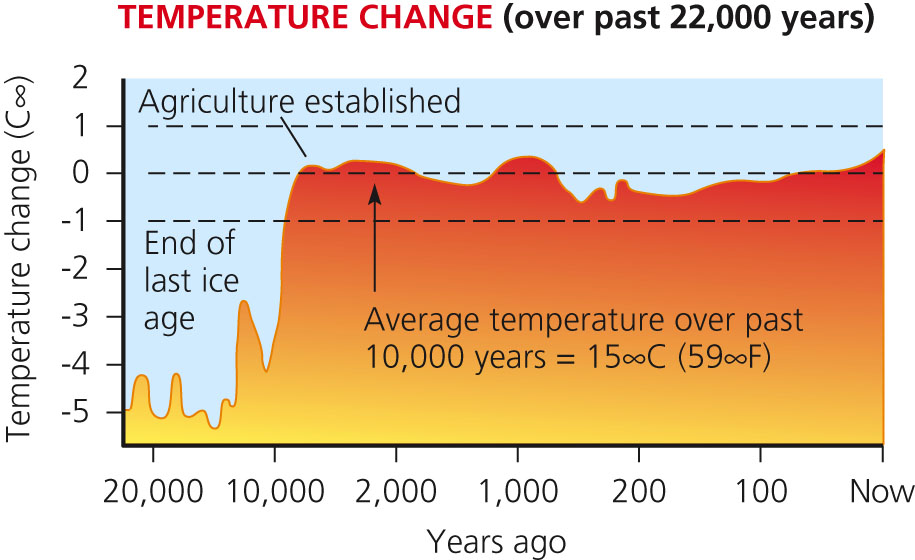 TEMPERATURE CHANGE (over past 22,000 years)
Temperature change (C∞)
2
1
0
-1
-2
-3
-4
-5
Agriculture established
End of
last ice
age
Average temperature over past
10,000 years = 15∞C (59∞F)
20,000 10,000 2,000 1,000 200 100 Now
Years ago